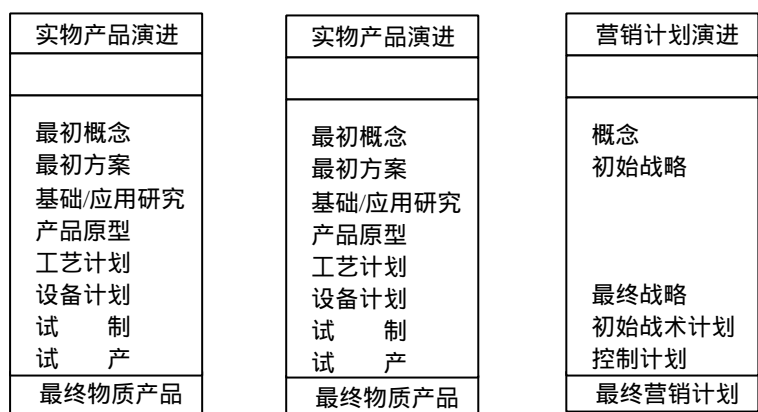 实物产品演进
最初概念
最初方案
基础/应用研究
产品原型
工艺计划
设备计划
试 制
试 产
最终物质产品
实物产品演进
最初概念
最初方案
基础/应用研究
产品原型
工艺计划
设备计划
试 制
试 产
最终物质产品
营销计划演进
概念
初始战略
最终战略
初始战术计划
控制计划
最终营销计划